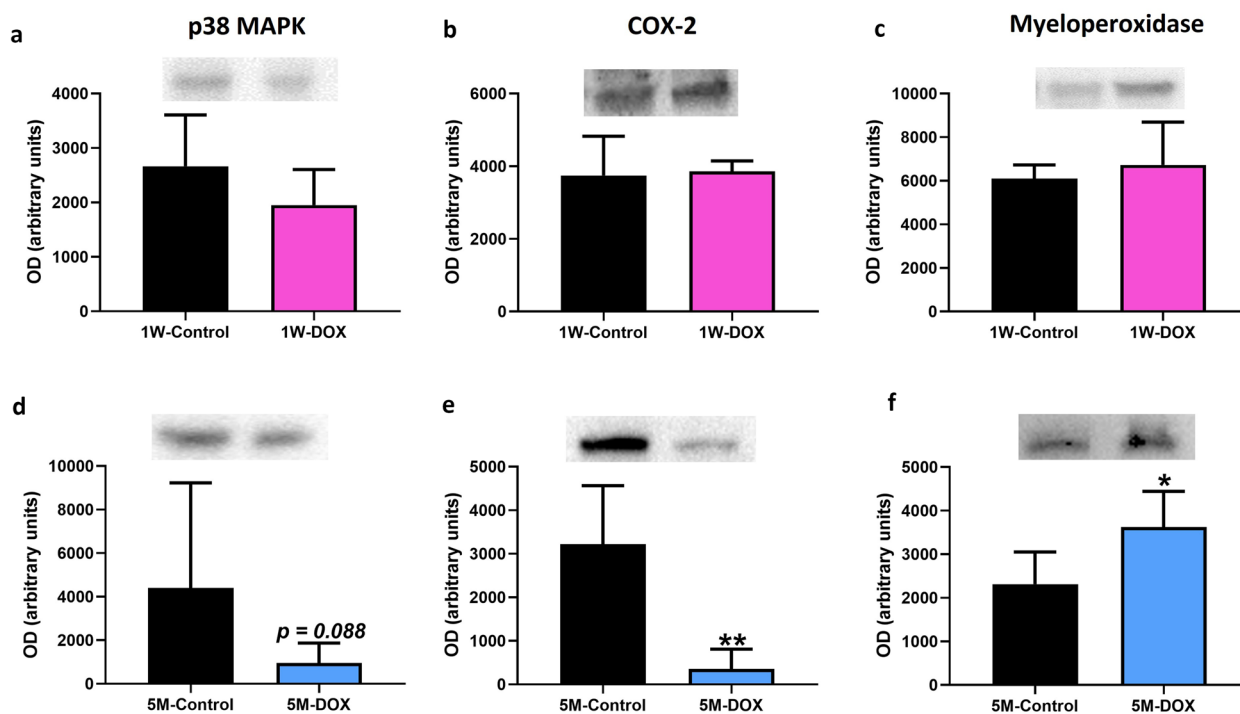 a
p38 MAPK
OD (arbitrary units)
4000
3000
2000
1000
0
1W-Control 1W-DOX
b
COX-2
OD (arbitrary units)
6000
4000
2000
0
1W-Control 1W-DOX
c
Myeloperoxidase
OD (arbitrary units)
10000
8000
6000
4000
2000
0
1W-Control 1W-DOX
d
OD (arbitrary units)
10000
8000
6000
4000
2000
0
p = 0.088
5M-Control 5M-DOX
e
OD (arbitrary units)
5000
4000
3000
2000
1000
0
**
5M-Control 5M-DOX
f
OD (arbitrary units)
5000
4000
3000
2000
1000
0
*
5M-Control 5M-DOX